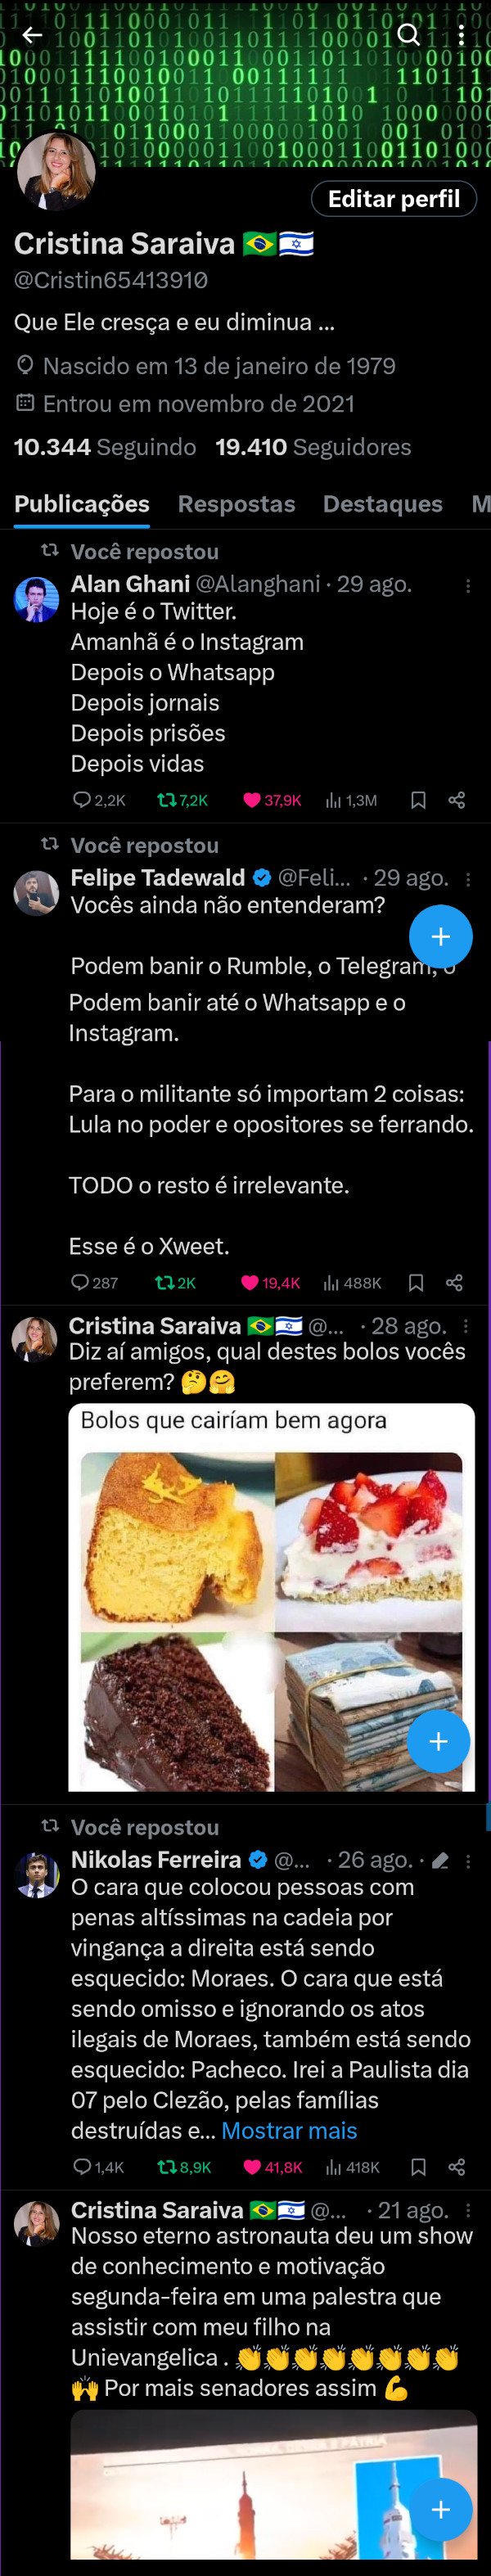 Editar perfil
Cristina Saraiva 🇧🇷🇮🇱
@Cristin65413910
Que Ele cresça e eu diminua ...
Nascido em 13 de janeiro de 1979
Entrou em novembro de 2021
10.344 Seguindo 19.410 Seguidores
Publicações Respostas Destaques M
Você repostou
Alan Ghani @Alanghani · 29 ago.
Hoje é o Twitter.
Amanhã é o Instagram
Depois o Whatsapp
Depois jornais
Depois prisões
Depois vidas
2,2K 7,2K 37,9K 1,3M
Você repostou
Felipe Tadewald @Feli... · 29 ago.
Vocês ainda não entenderam?
Podem banir o Rumble, o Telegram, o
Podem banir até o Whatsapp e o
Instagram.
Para o militante só importam 2 coisas:
Lula no poder e opositores se ferrando.
TODO o resto é irrelevante.
Esse é o Xweet.
287 2K 19,4K 488K
Cristina Saraiva 🇧🇷🇮🇱 @... · 28 ago.
Diz aí amigos, qual destes bolos vocês
preferem? 🤔🤗
Bolos que cairíam bem agora
Você repostou
Nikolas Ferreira @... · 26 ago. ·
O cara que colocou pessoas com
penas altíssimas na cadeia por
vingança a direita está sendo
esquecido: Moraes. O cara que está
sendo omisso e ignorando os atos
ilegais de Moraes, também está sendo
esquecido: Pacheco. Irei a Paulista dia
07 pelo Clezão, pelas famílias
destruídas e... Mostrar mais
1,4K 8,9K 41,8K 418K
Cristina Saraiva 🇧🇷🇮🇱 @... · 21 ago.
Nosso eterno astronauta deu um show
de conhecimento e motivação
segunda-feira em uma palestra que
assistir com meu filho na
Unievangelica . 👏👏👏👏👏👏👏👏
🙌 Por mais senadores assim 💪